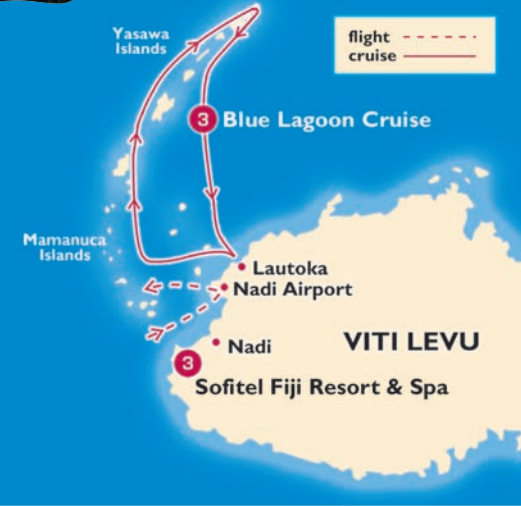 Yasawa
Islands
flight
cruise
3
Blue Lagoon Cruise
Mamanuca
Islands
Lautoka
Nadi Airport
Nadi
VITI LEVU
3
Sofitel Fiji Resort & Spa